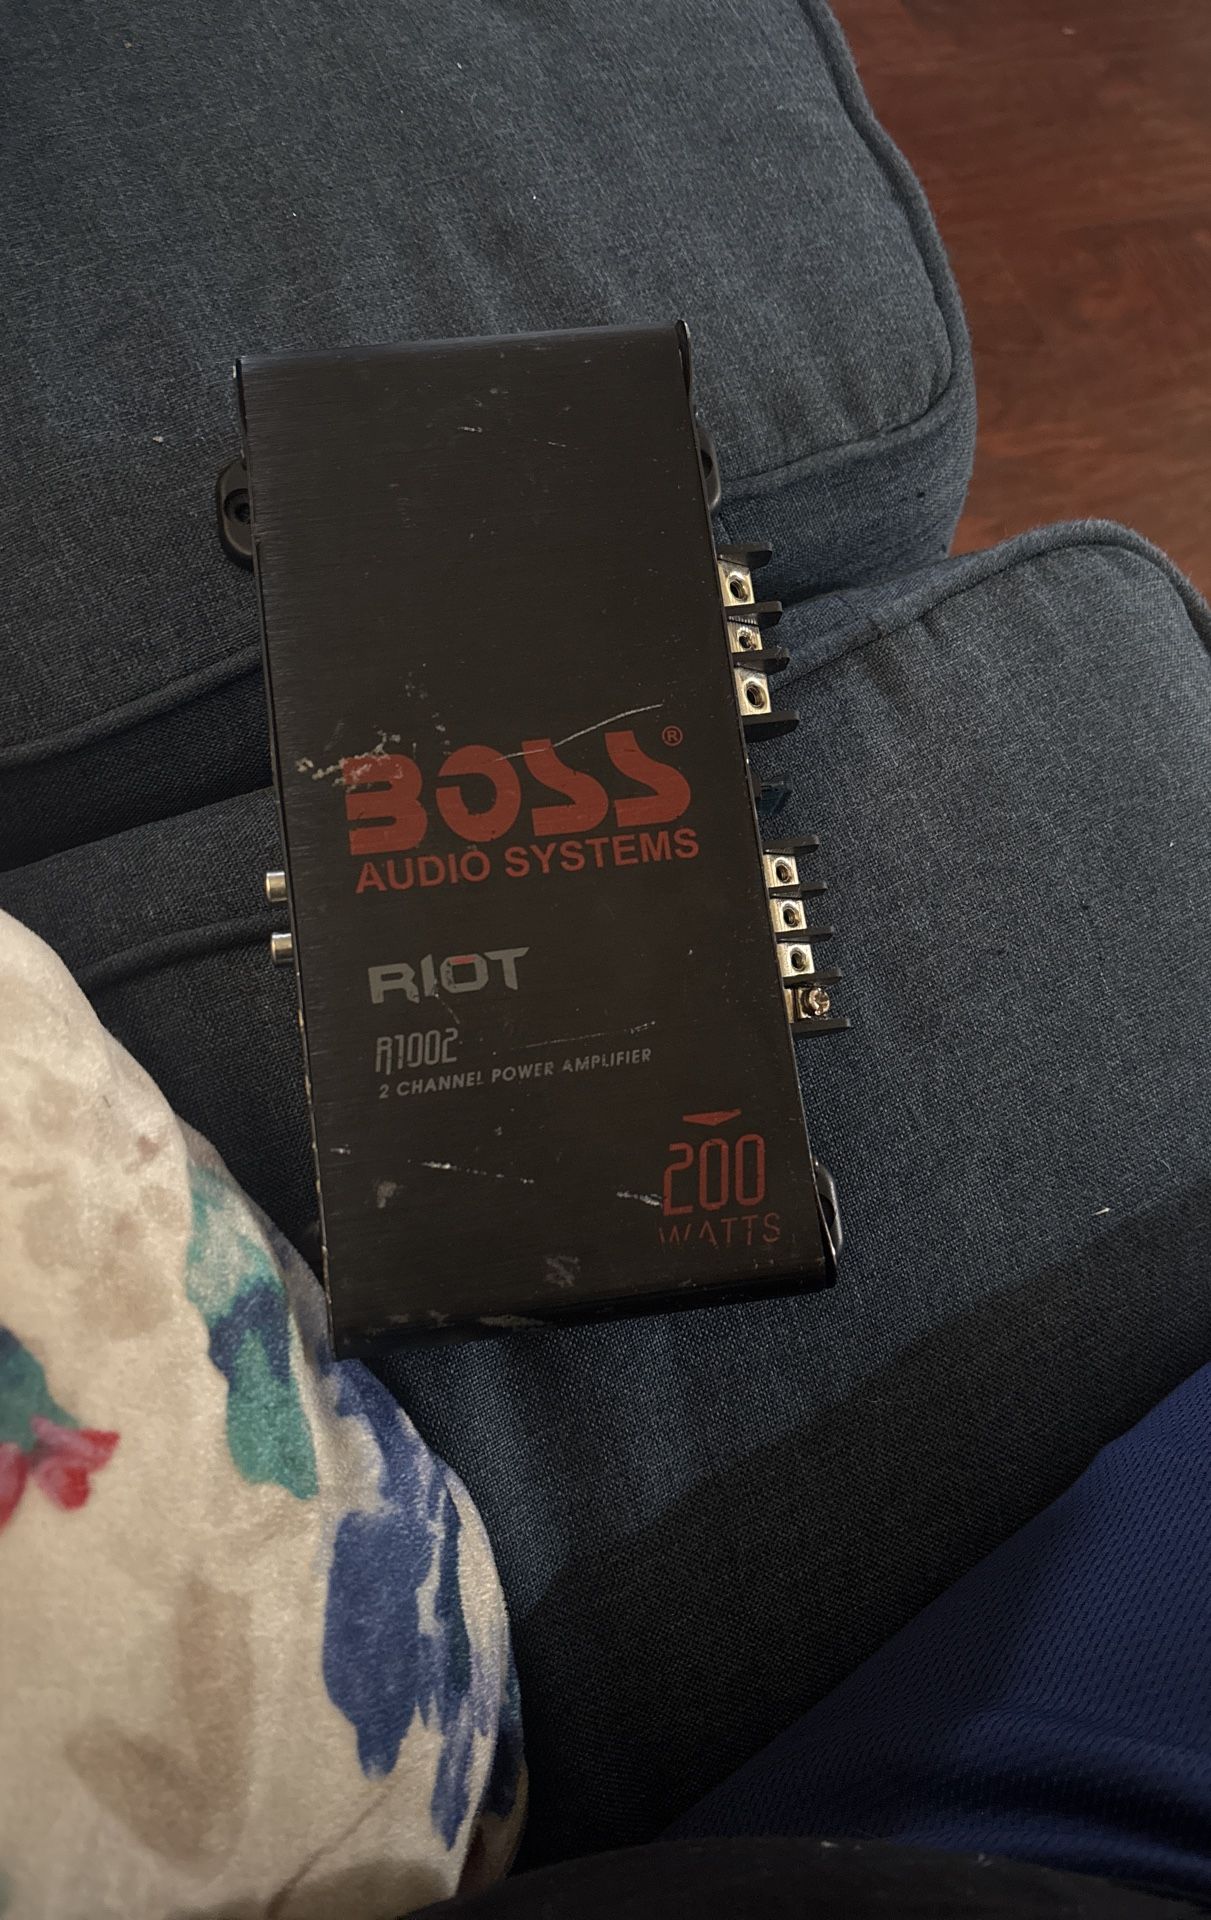 BOSS®
AUDIO SYSTEMS
RIOT
R1002
2 CHANNEL POWER AMPLIFIER
200
WATTS